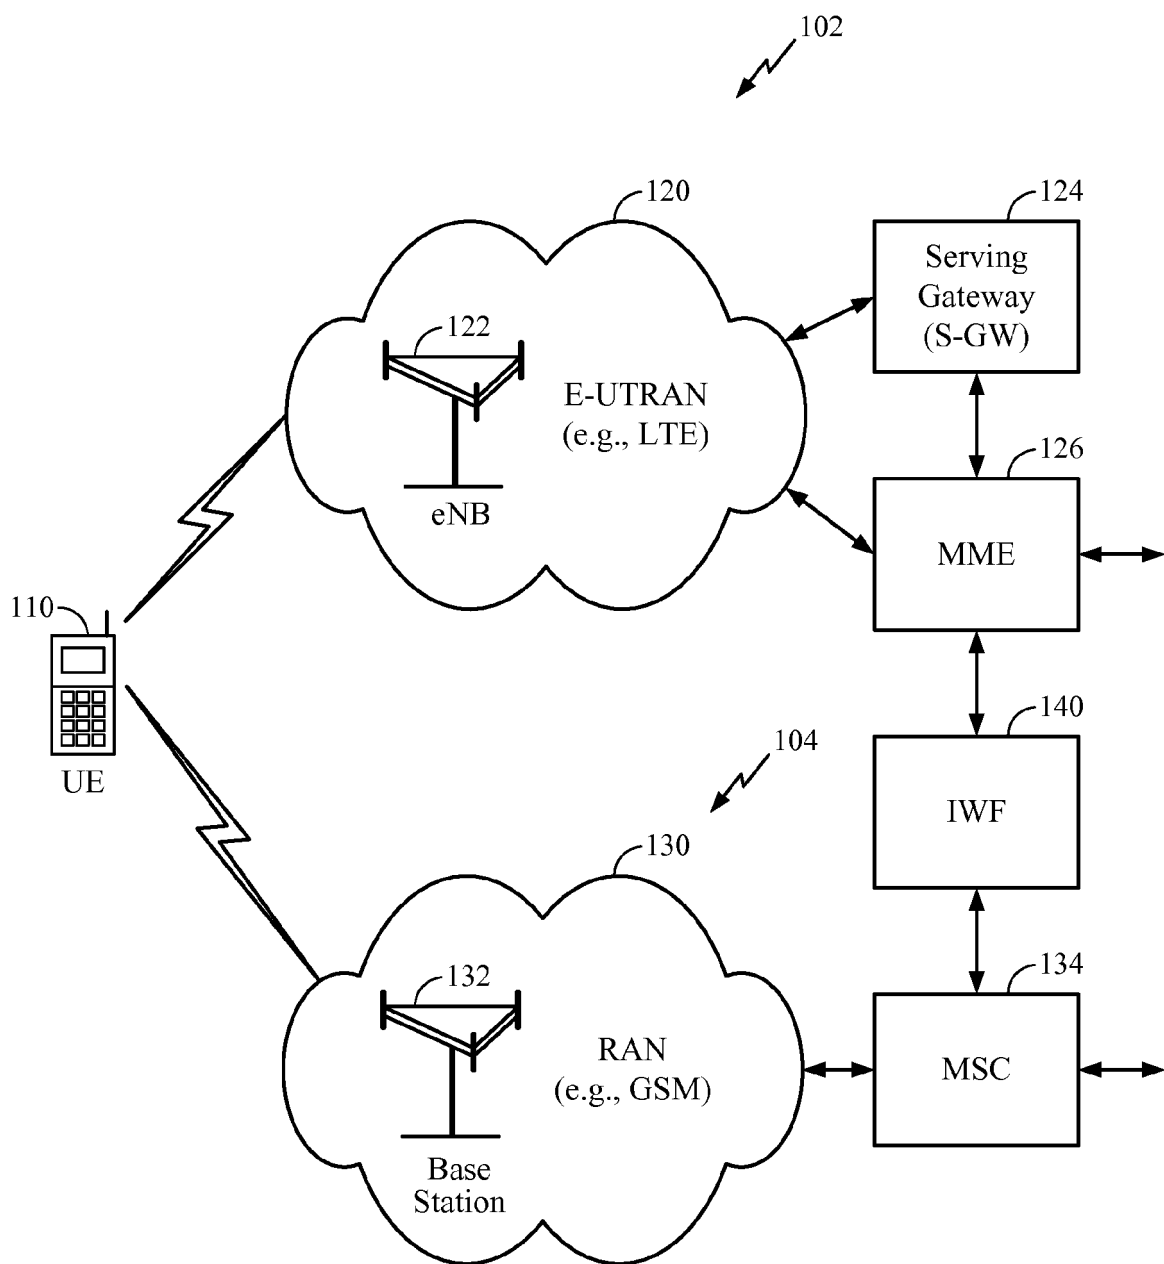 102
120
124
Serving
Gateway
(S-GW)
122
E-UTRAN
(e.g., LTE)
eNB
126
MME
110
UE
104
140
IWF
130
132
RAN
(e.g., GSM)
Base
Station
134
MSC